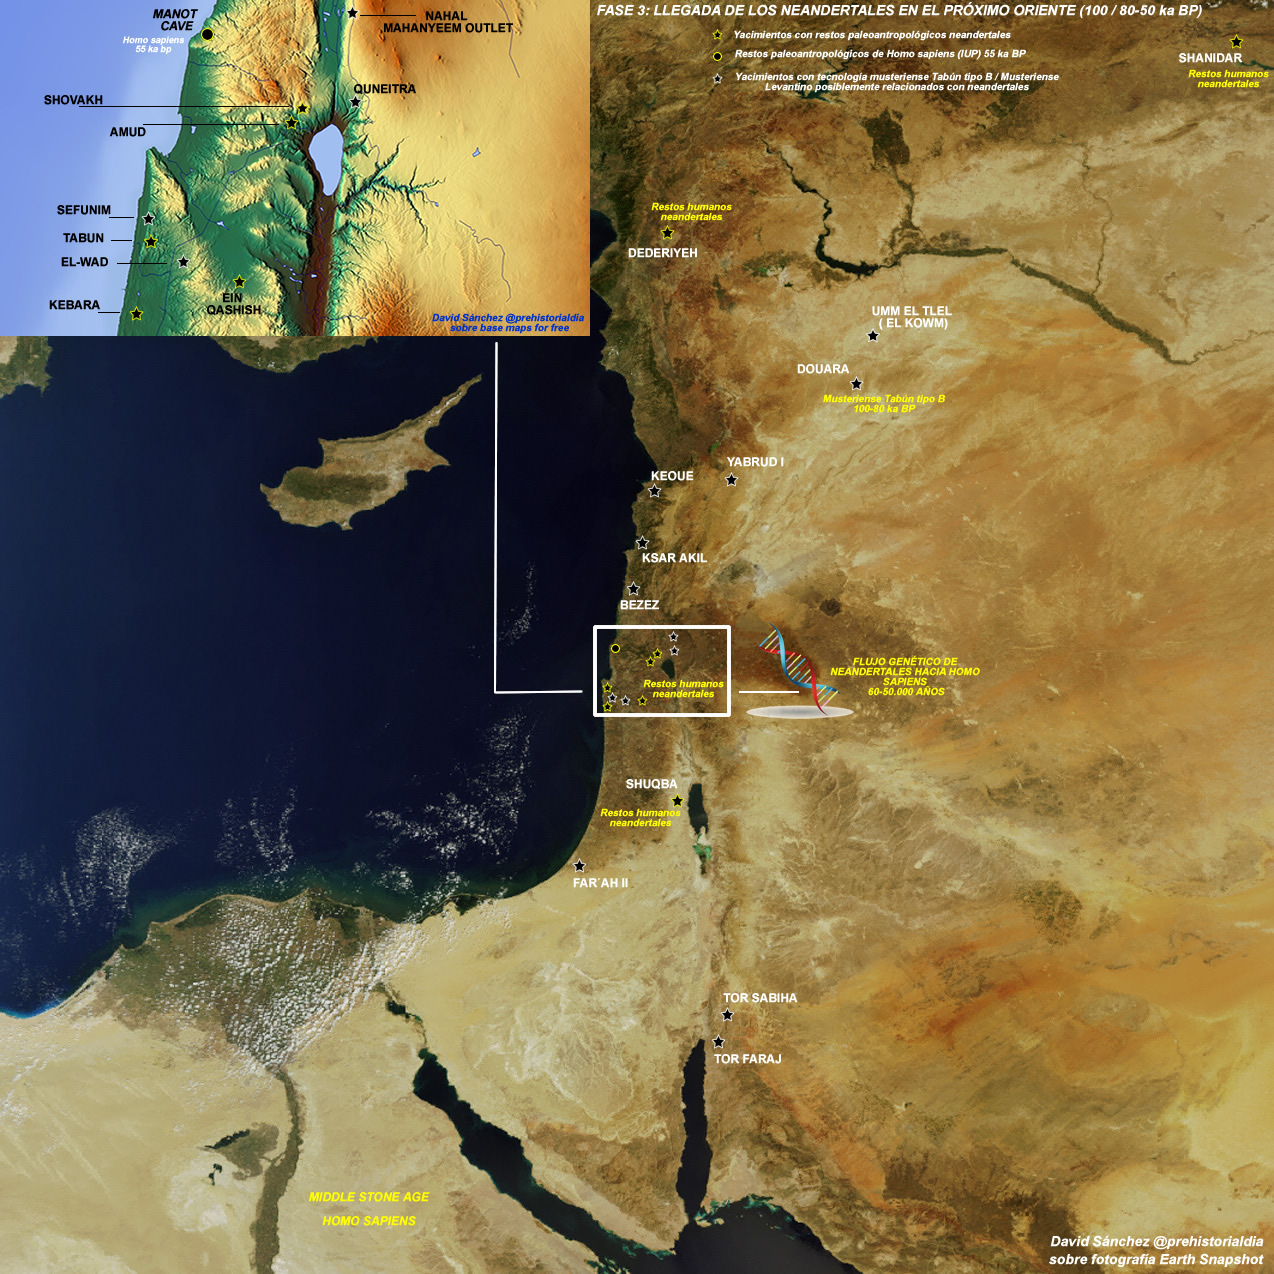 FASE 3: LLEGADA DE LOS NEANDERTALES EN EL PRÓXIMO ORIENTE (100 / 80-50 ka BP)
Yacimientos con restos paleoantropológicos neandertales
Restos paleoantropológicos de Homo sapiens (IUP) 55 ka BP
Yacimientos con tecnología musteriense Tabún tipo B / Musteriense
Levantino posiblemente relacionados con neandertales
MANOT
CAVE
Homo sapiens
55 ka bp
NAHAL
MAHANYEEM OUTLET
QUNEITRA
SHOVAKH
AMUD
SEFUNIM
TABUN
EL-WAD
KEBARA
EIN
QASHISH
David Sánchez @prehistorialdia
sobre base maps for free
SHANIDAR
Restos humanos
neandertales
Restos humanos
neandertales
DEDERIYEH
UMM EL TLEL
( EL KOWM)
DOUARA
Musteriense Tabún tipo B
100-80 ka BP
YABRUD I
KEOUE
KSAR AKIL
BEZEZ
Restos humanos
neandertales
FLUJO GENÉTICO DE
NEANDERTALES HACIA HOMO
SAPIENS
60-50.000 AÑOS
SHUQBA
Restos humanos
neandertales
FAR´AH II
TOR SABIHA
TOR FARAJ
MIDDLE STONE AGE
HOMO SAPIENS
David Sánchez @prehistorialdia
sobre fotografía Earth Snapshot